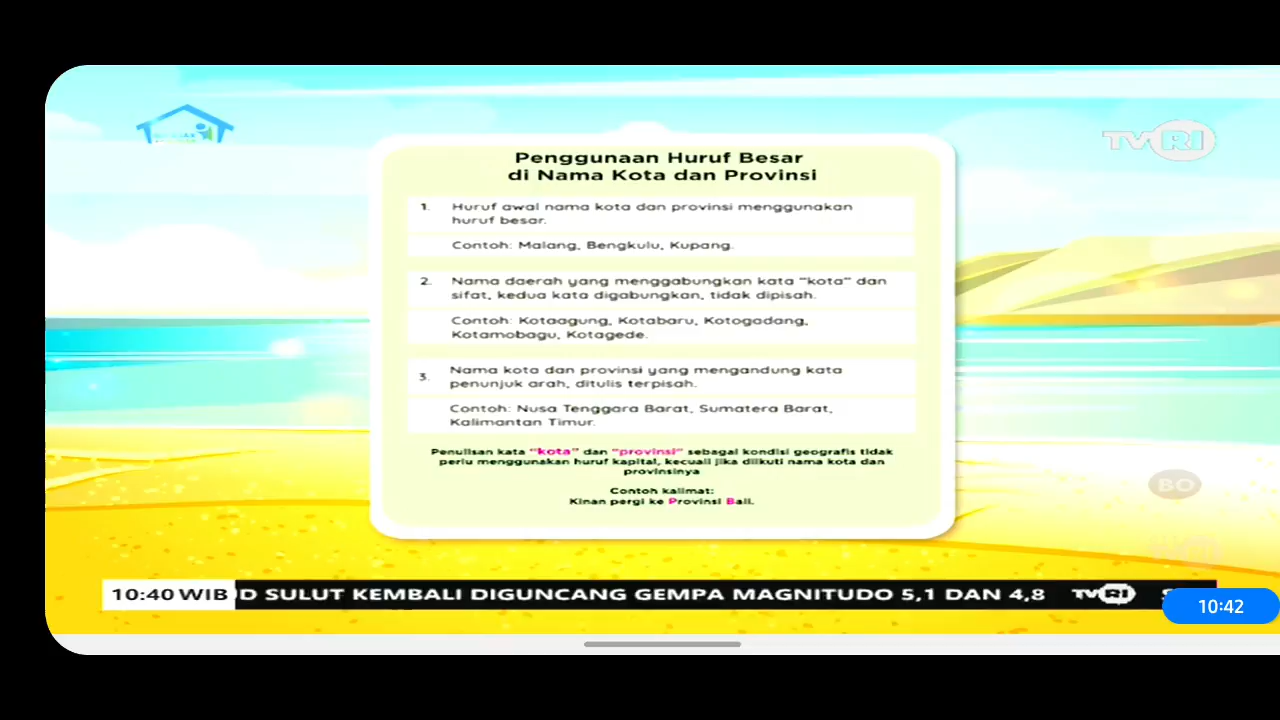 TVRI
Penggunaan Huruf Besar
di Nama Kota dan Provinsi
1. Huruf awal nama kota dan provinsi menggunakan
huruf besar.
Contoh: Malang, Bengkulu, Kupang.
2. Nama daerah yang menggabungkan kata "kota" dan
sifat, kedua kata digabungkan, tidak dipisah.
Contoh: Kotaagung, Kotabaru, Kotogadang,
Kotamobagu, Kotagede.
3. Nama kota dan provinsi yang mengandung kata
penunjuk arah, ditulis terpisah.
Contoh: Nusa Tenggara Barat, Sumatera Barat,
Kalimantan Timur.
Penulisan kata "kota" dan "provinsi" sebagai kondisi geografis tidak
perlu menggunakan huruf kapital, kecuali jika diikuti nama kota dan
provinsinya
Contoh kalimat:
Kinan pergi ke Provinsi Bali.
BO
10:40 WIB D SULUT KEMBALI DIGUNCANG GEMPA MAGNITUDO 5,1 DAN 4,8 TVRI S
10:42